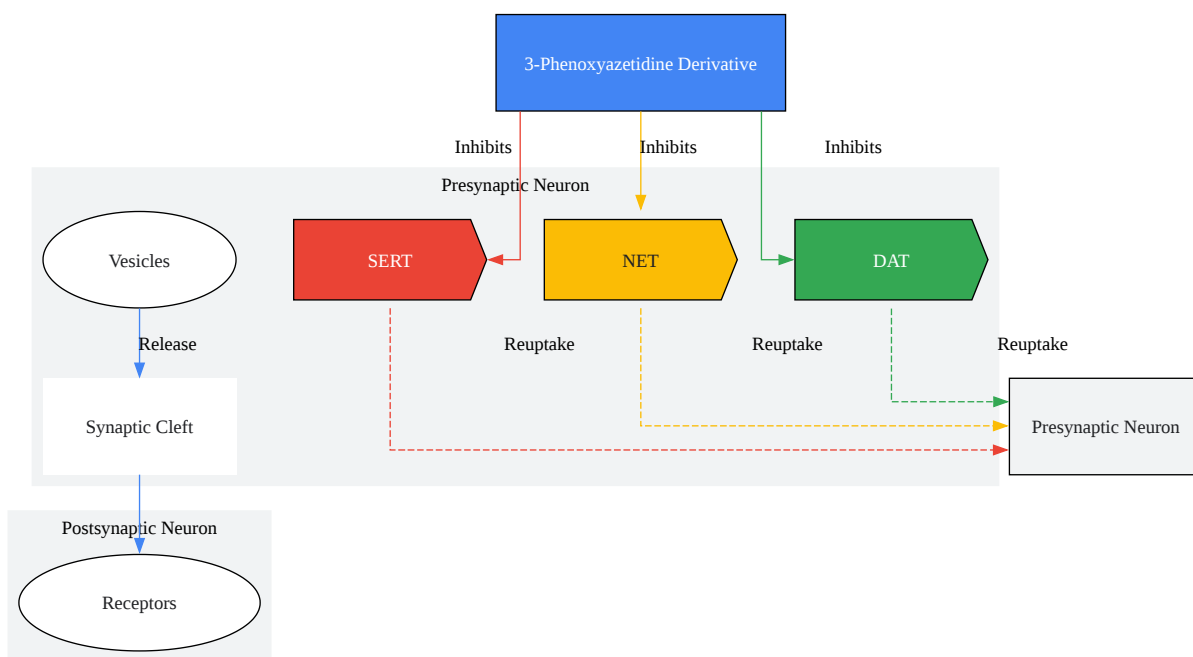 3-Phenoxyazetidine Derivative
Inhibits
Inhibits
Inhibits
Presynaptic Neuron
Vesicles
SERT
NET
DAT
Release
Reuptake
Reuptake
Reuptake
Synaptic Cleft
Presynaptic Neuron
Postsynaptic Neuron
Receptors